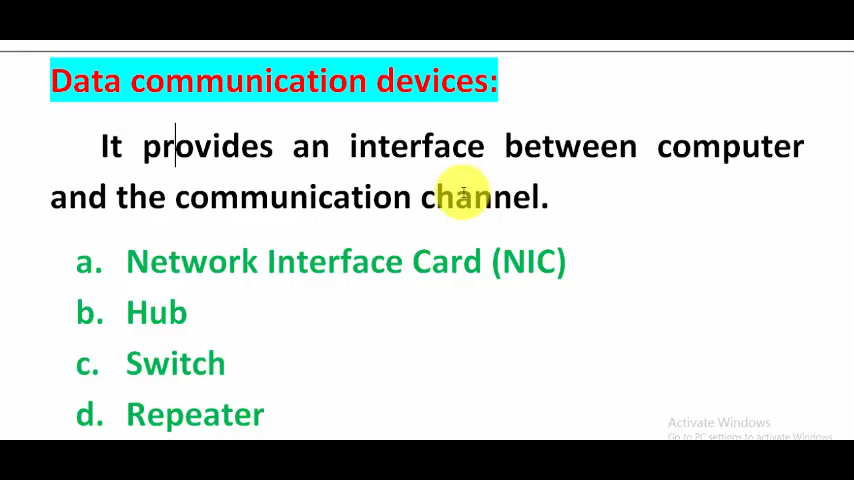 Data communication devices:
It provides an interface between computer
and the communication channel.
a. Network Interface Card (NIC)
b. Hub
c. Switch
d. Repeater
Activate Windows
Go to PC settings to activate Windows.